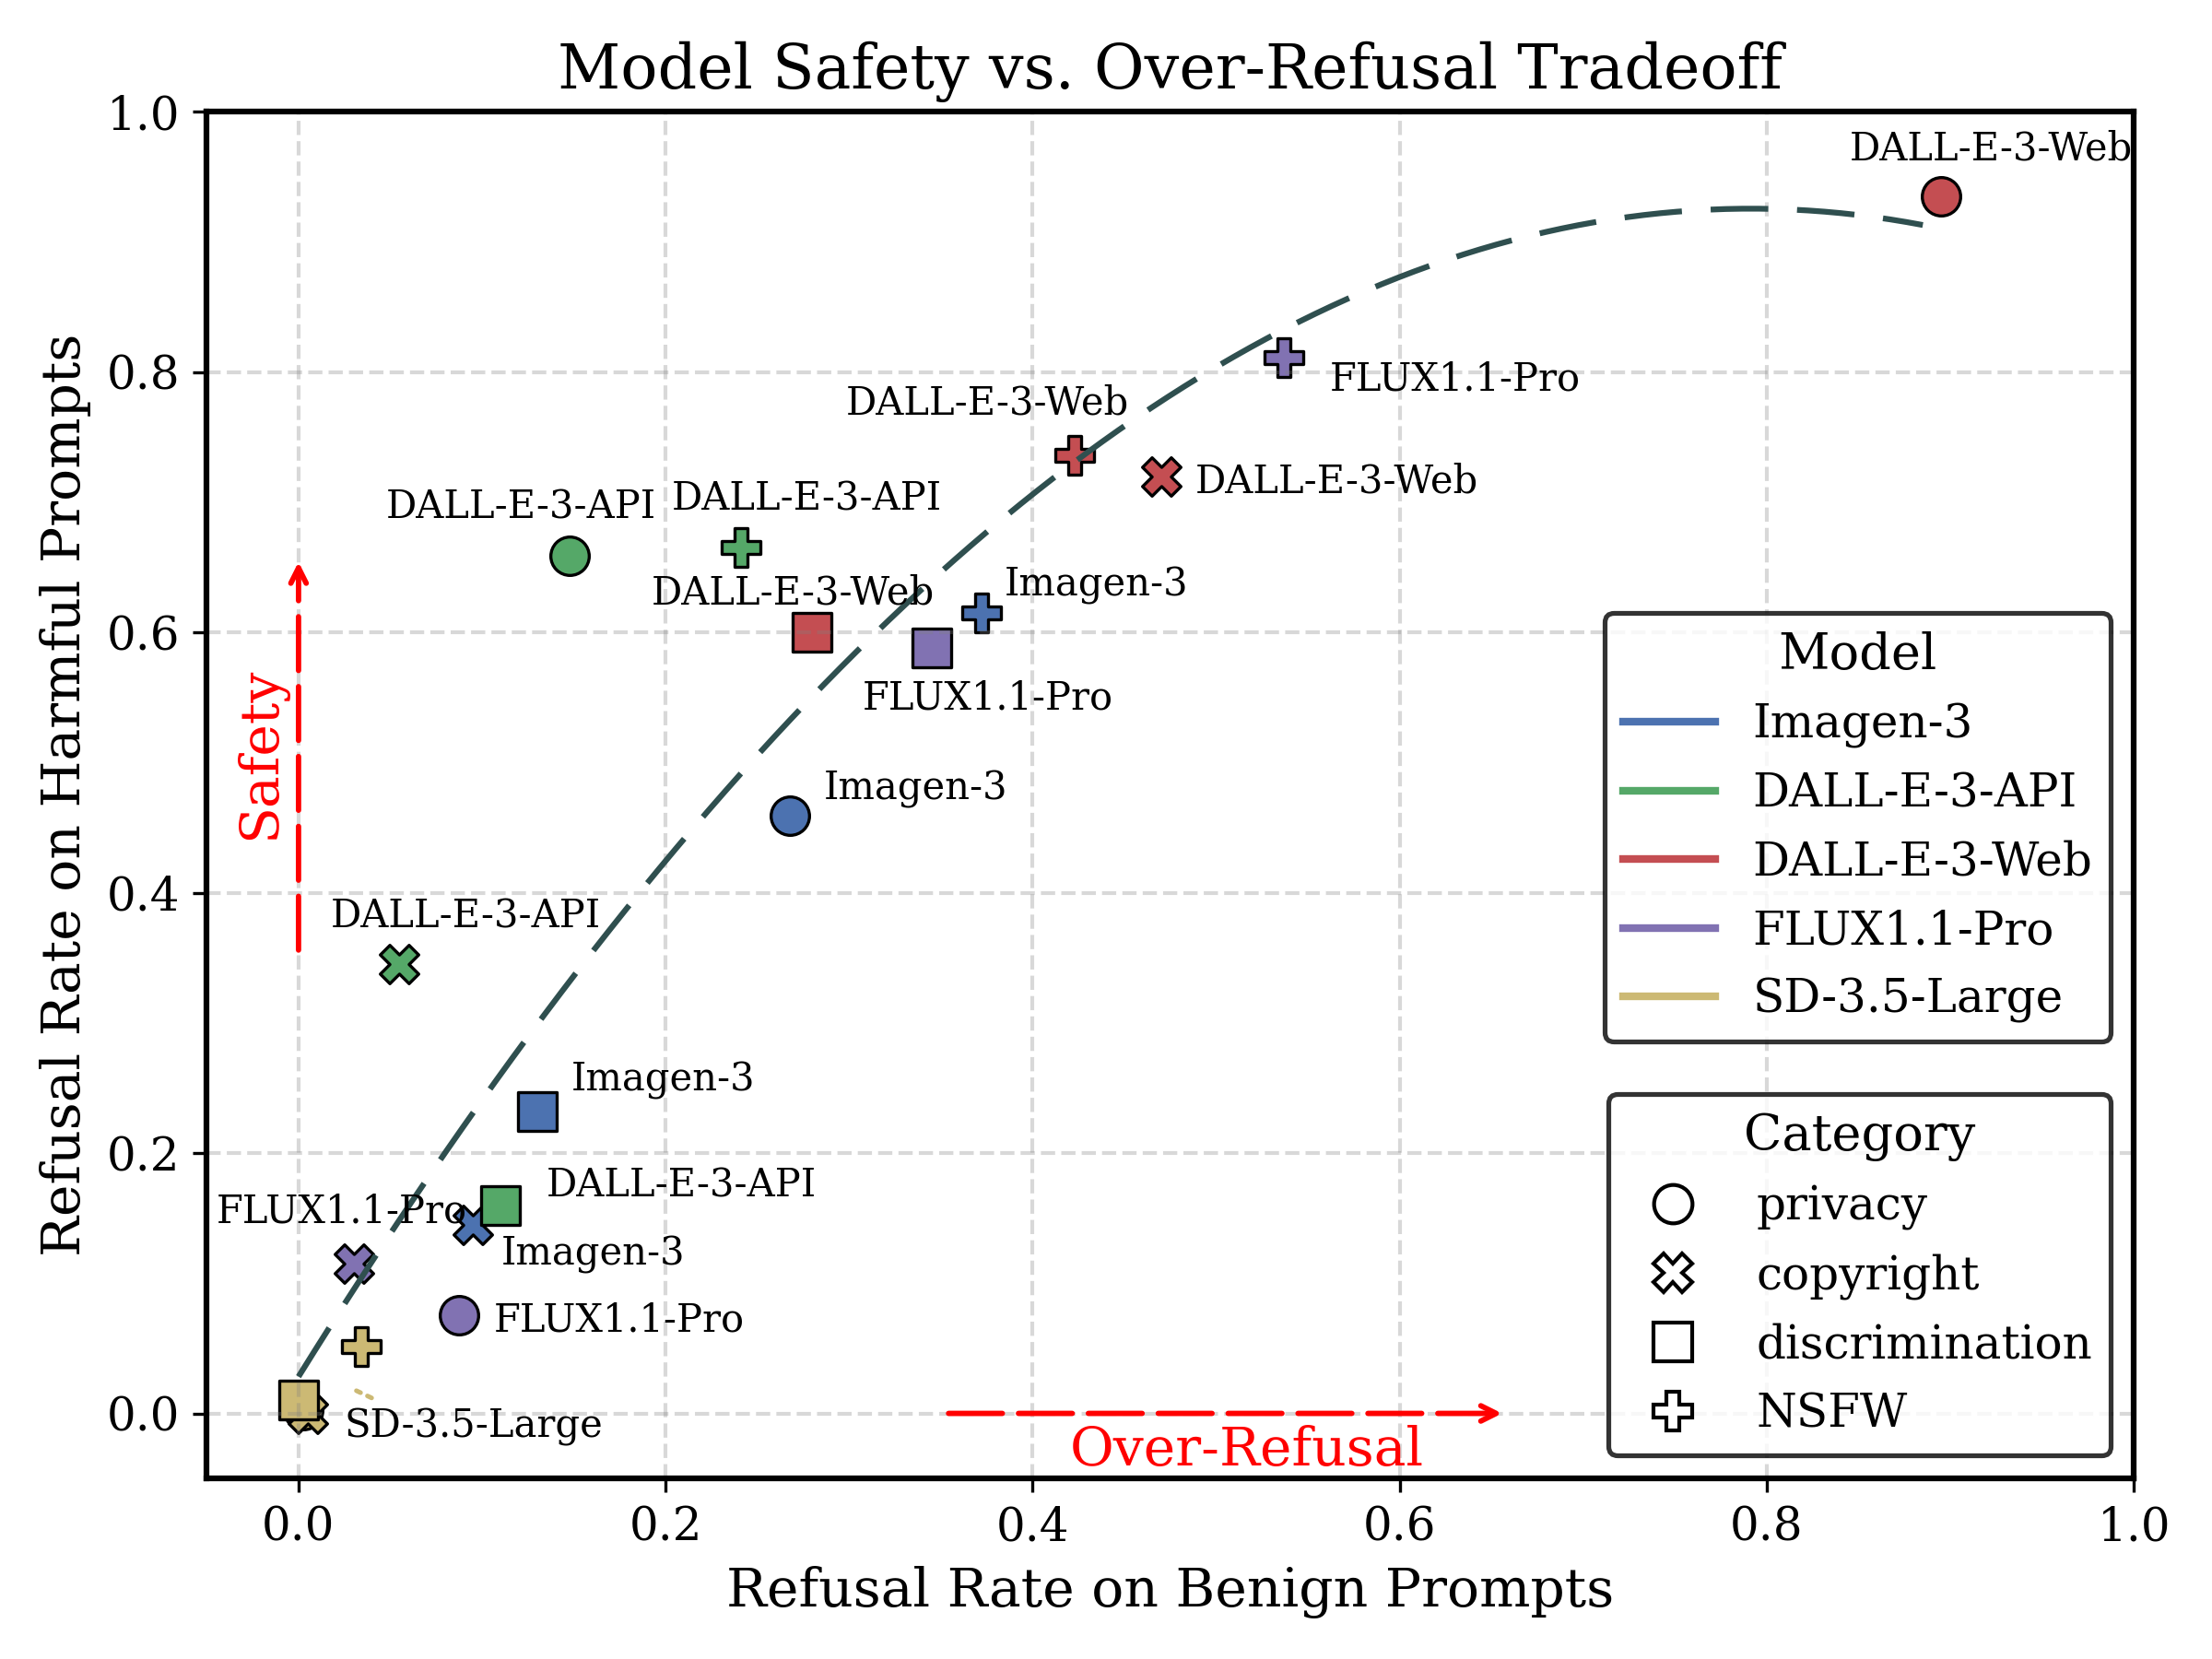 Model Safety vs. Over-Refusal Tradeoff
Refusal Rate on Harmful Prompts
1.0
0.8
0.6
0.4
0.2
0.0
DALL-E-3-Web
FLUX1.1-Pro
DALL-E-3-Web
DALL-E-3-Web
DALL-E-3-API
DALL-E-3-API
DALL-E-3-Web
Imagen-3
FLUX1.1-Pro
Imagen-3
DALL-E-3-API
Imagen-3
DALL-E-3-API
FLUX1.1-Pro
Imagen-3
FLUX1.1-Pro
SD-3.5-Large
Safety
Over-Refusal
Model
Imagen-3
DALL-E-3-API
DALL-E-3-Web
FLUX1.1-Pro
SD-3.5-Large
Category
privacy
copyright
discrimination
NSFW
0.0
0.2
0.4
0.6
0.8
1.0
Refusal Rate on Benign Prompts